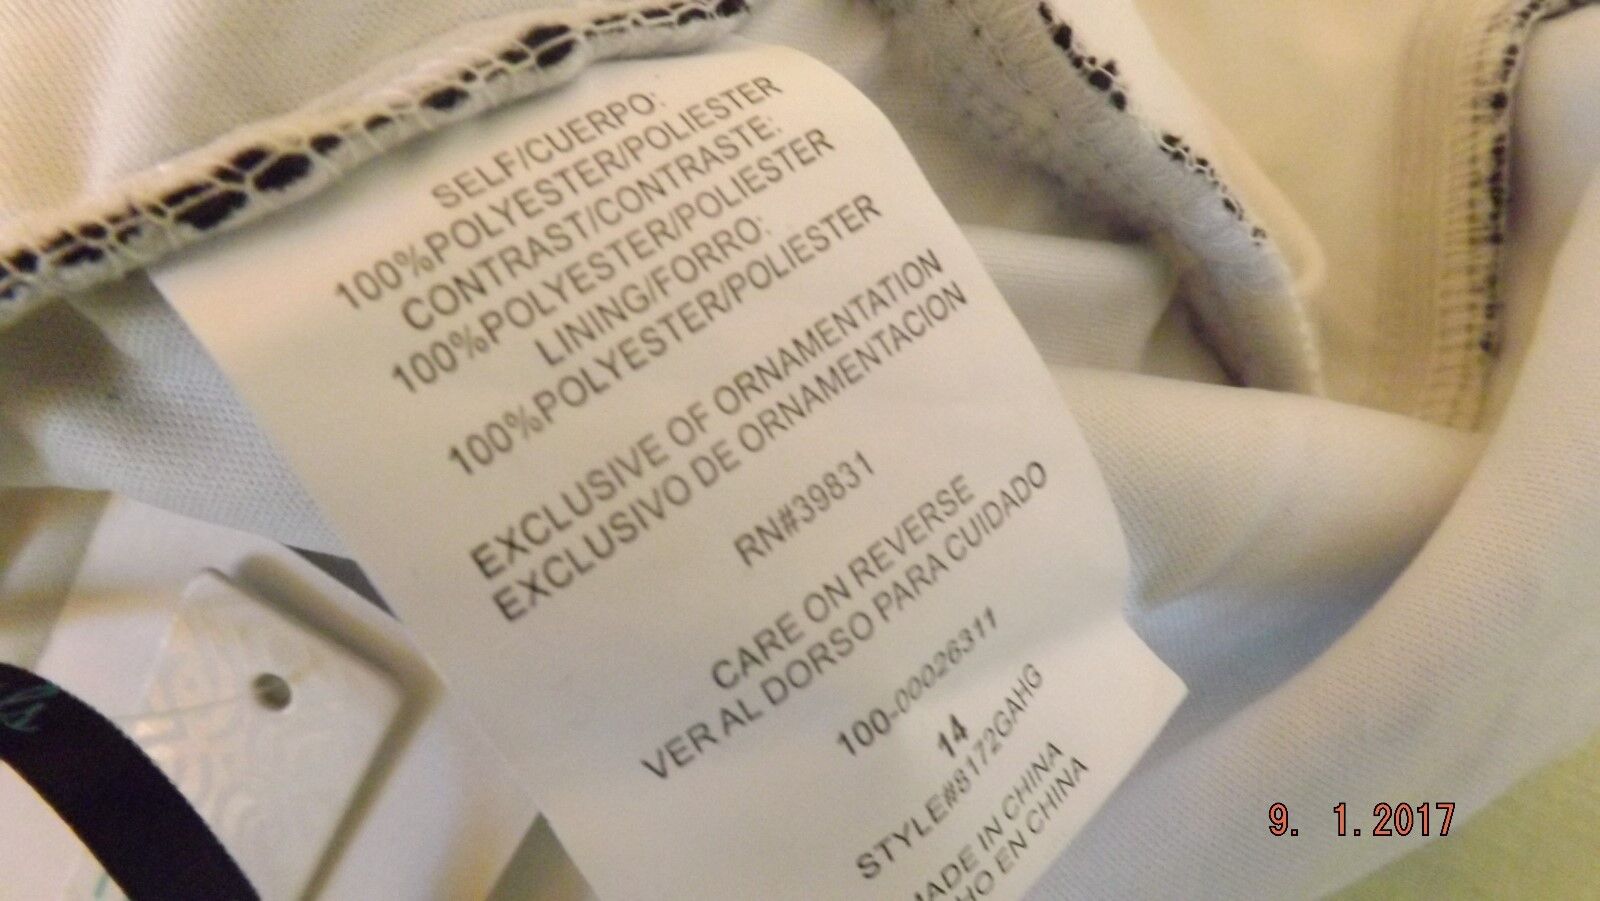 SELF/CUERPO:
100%POLYESTER/POLIESTER
CONTRAST/CONTRASTE:
100%POLYESTER/POLIESTER
LINING/FORRO:
100%POLYESTER/POLIESTER
EXCLUSIVE OF ORNAMENTATION
EXCLUSIVO DE ORNAMENTACION
RN#39831
CARE ON REVERSE
VER AL DORSO PARA CUIDADO
100-00026311
14
STYLE#8172GAHG
MADE IN CHINA
HO EN CHINA
9. 1.2017